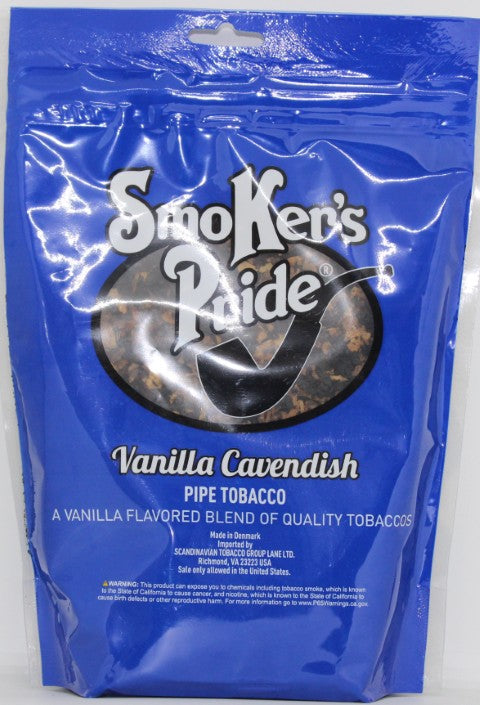 SmoKer's
Pride®
Vanilla Cavendish
PIPE TOBACCO
A VANILLA FLAVORED BLEND OF QUALITY TOBACCOS
Made in Denmark
Imported by
SCANDINAVIAN TOBACCO GROUP LANE LTD.
Richmond, VA 23223 USA
Sale only allowed in the United States.
⚠WARNING: This product can expose you to chemicals including tobacco smoke, which is known
to the State of California to cause cancer, and nicotine, which is known to the State of California to
cause birth defects or other reproductive harm. For more information go to www.P65Warnings.ca.gov.